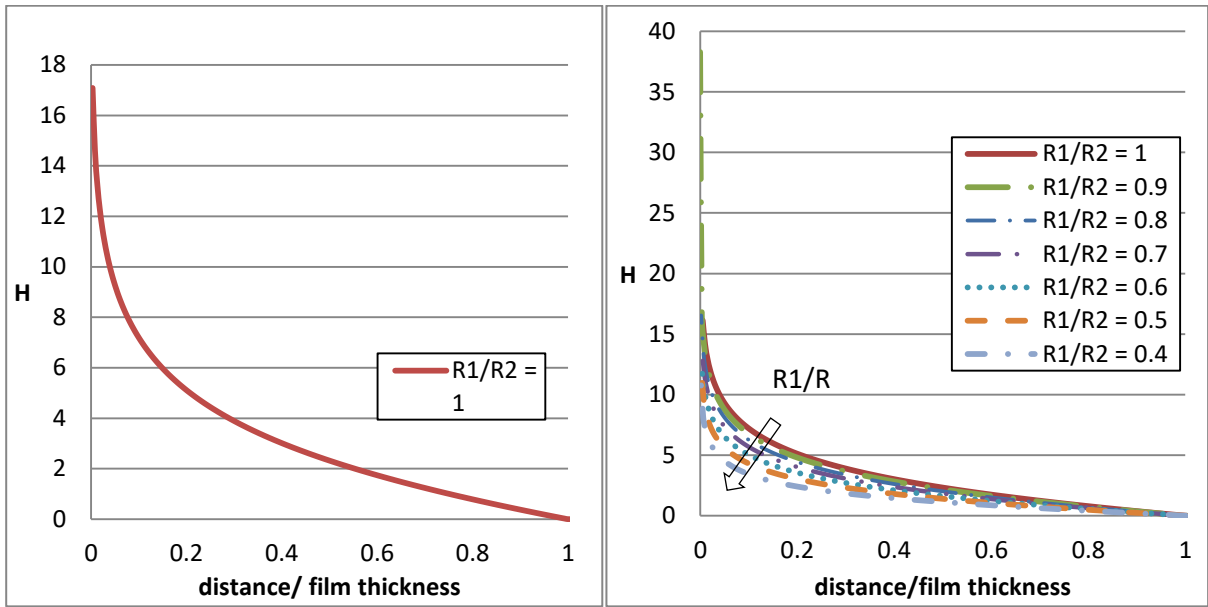 18
16
14
12
10
8
6
4
2
0
H
0
0.2
0.4
0.6
0.8
1
distance/ film thickness
R1/R2 =
1
40
35
30
25
20
15
10
5
0
H
0
0.2
0.4
0.6
0.8
1
distance/film thickness
R1/R2 = 1
R1/R2 = 0.9
R1/R2 = 0.8
R1/R2 = 0.7
R1/R2 = 0.6
R1/R2 = 0.5
R1/R2 = 0.4
R1/R